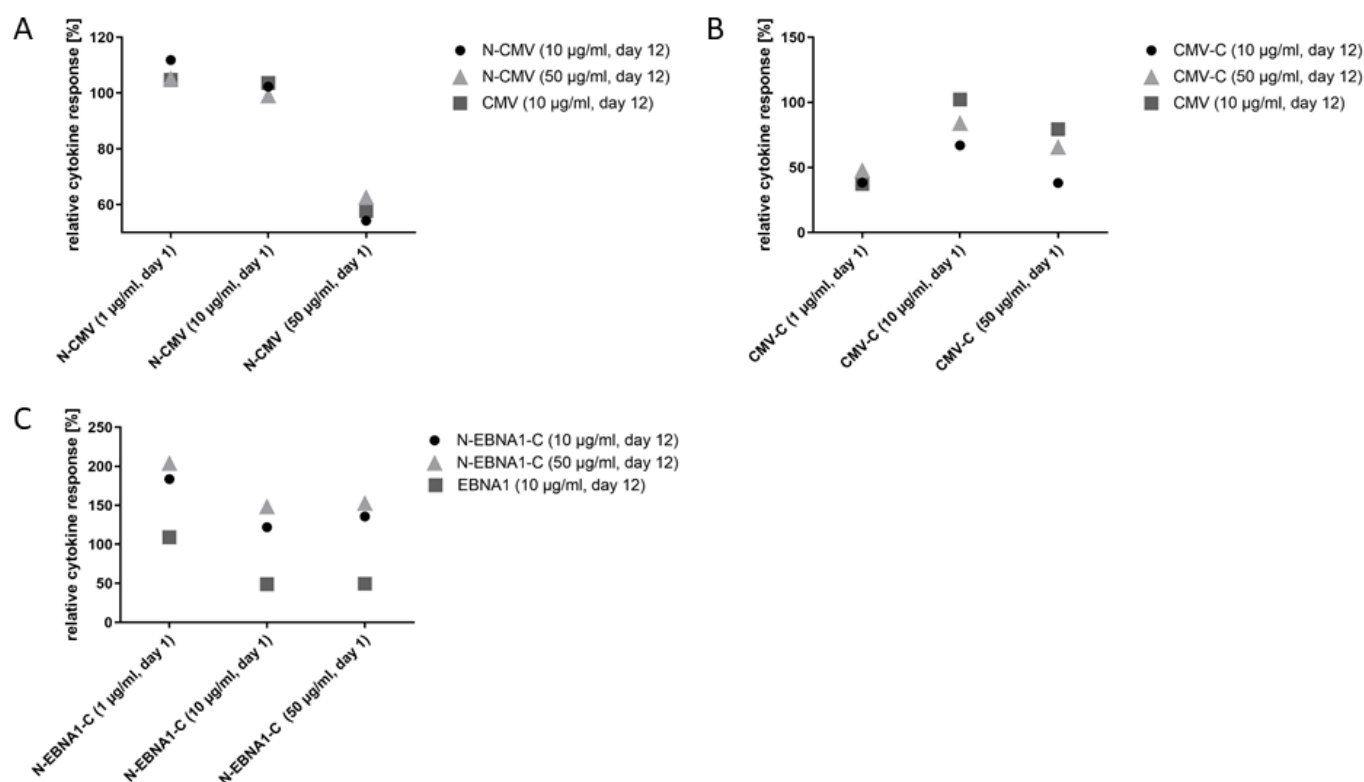 A
relative cytokine response [%]
120
100
80
60
N-CMV (1 µg/ml, day 1)
N-CMV (10 µg/ml, day 1)
N-CMV (50 µg/ml, day 1)
N-CMV (10 µg/ml, day 12)
N-CMV (50 µg/ml, day 12)
CMV (10 µg/ml, day 12)
B
relative cytokine response [%]
150
100
50
0
CMV-C (1 µg/ml, day 1)
CMV-C (10 µg/ml, day 1)
CMV-C (50 µg/ml, day 1)
CMV-C (10 µg/ml, day 12)
CMV-C (50 µg/ml, day 12)
CMV (10 µg/ml, day 12)
C
relative cytokine response [%]
250
200
150
100
50
0
N-EBNA1-C (1 µg/ml, day 1)
N-EBNA1-C (10 µg/ml, day 1)
N-EBNA1-C (50 µg/ml, day 1)
N-EBNA1-C (10 µg/ml, day 12)
N-EBNA1-C (50 µg/ml, day 12)
EBNA1 (10 µg/ml, day 12)